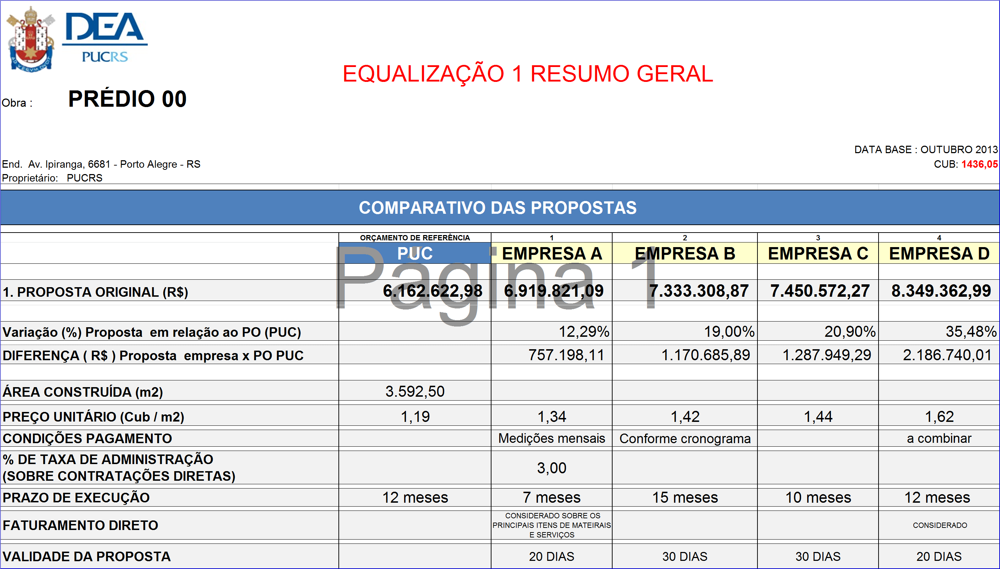 DEA
PUCRS
AD VERVM DVCIT
EQUALIZAÇÃO 1 RESUMO GERAL
Obra : PRÉDIO 00
DATA BASE : OUTUBRO 2013
End. Av. Ipiranga, 6681 - Porto Alegre - RS
CUB: 1436,05
Proprietário: PUCRS
COMPARATIVO DAS PROPOSTAS
ORÇAMENTO DE REFERÊNCIA 1 2 3 4
PUC EMPRESA A EMPRESA B EMPRESA C EMPRESA D
Página 1
1. PROPOSTA ORIGINAL (R$) 6.162.622,98 6.919.821,09 7.333.308,87 7.450.572,27 8.349.362,99
Variação (%) Proposta em relação ao PO (PUC) 12,29% 19,00% 20,90% 35,48%
DIFERENÇA ( R$ ) Proposta empresa x PO PUC 757.198,11 1.170.685,89 1.287.949,29 2.186.740,01
ÁREA CONSTRUÍDA (m2) 3.592,50
PREÇO UNITÁRIO (Cub / m2) 1,19 1,34 1,42 1,44 1,62
CONDIÇÕES PAGAMENTO Medições mensais Conforme cronograma a combinar
% DE TAXA DE ADMINISTRAÇÃO
(SOBRE CONTRATAÇÕES DIRETAS) 3,00
PRAZO DE EXECUÇÃO 12 meses 7 meses 15 meses 10 meses 12 meses
FATURAMENTO DIRETO
CONSIDERADO SOBRE OS
PRINCIPAIS ITENS DE MATEIRAIS
E SERVIÇOS
CONSIDERADO
VALIDADE DA PROPOSTA 20 DIAS 30 DIAS 30 DIAS 20 DIAS